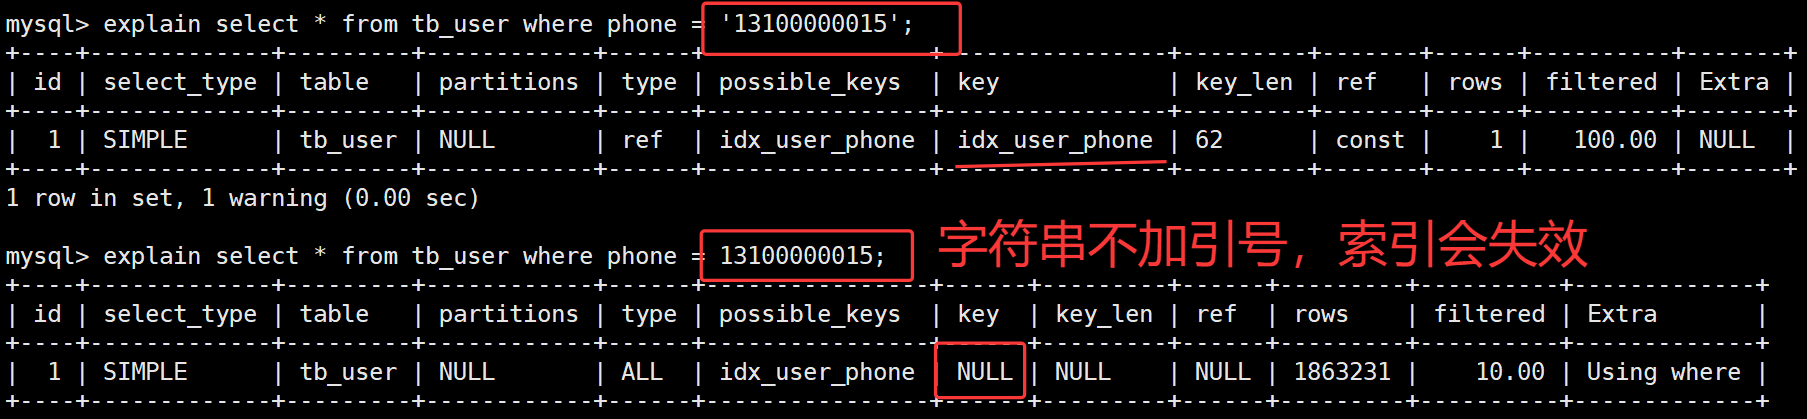 mysql> explain select * from tb_user where phone = '13100000015';
+----+-------------+---------+------------+------+----------------+----------------+---------+-------+------+----------+-------+
| id | select_type | table   | partitions | type | possible_keys  | key            | key_len | ref   | rows | filtered | Extra |
+----+-------------+---------+------------+------+----------------+----------------+---------+-------+------+----------+-------+
|  1 | SIMPLE      | tb_user | NULL       | ref  | idx_user_phone | idx_user_phone | 62      | const |    1 |   100.00 | NULL  |
+----+-------------+---------+------------+------+----------------+----------------+---------+-------+------+----------+-------+
1 row in set, 1 warning (0.00 sec)
字符串不加引号，索引会失效
mysql> explain select * from tb_user where phone = 13100000015;
+----+-------------+---------+------------+------+----------------+------+---------+------+---------+----------+-------------+
| id | select_type | table   | partitions | type | possible_keys  | key  | key_len | ref  | rows    | filtered | Extra       |
+----+-------------+---------+------------+------+----------------+------+---------+------+---------+----------+-------------+
|  1 | SIMPLE      | tb_user | NULL       | ALL  | idx_user_phone | NULL | NULL    | NULL | 1863231 |    10.00 | Using where |
+----+-------------+---------+------------+------+----------------+------+---------+------+---------+----------+-------------+